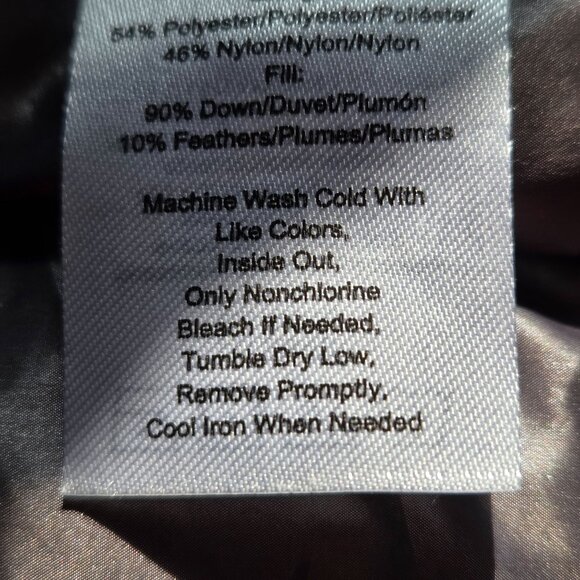 54% Polyester/Polyester/Poliéster
46% Nylon/Nylon/Nylon
Fill:
90% Down/Duvet/Plumón
10% Feathers/Plumes/Plumas
Machine Wash Cold With
Like Colors,
Inside Out,
Only Nonchlorine
Bleach If Needed,
Tumble Dry Low,
Remove Promptly,
Cool Iron When Needed